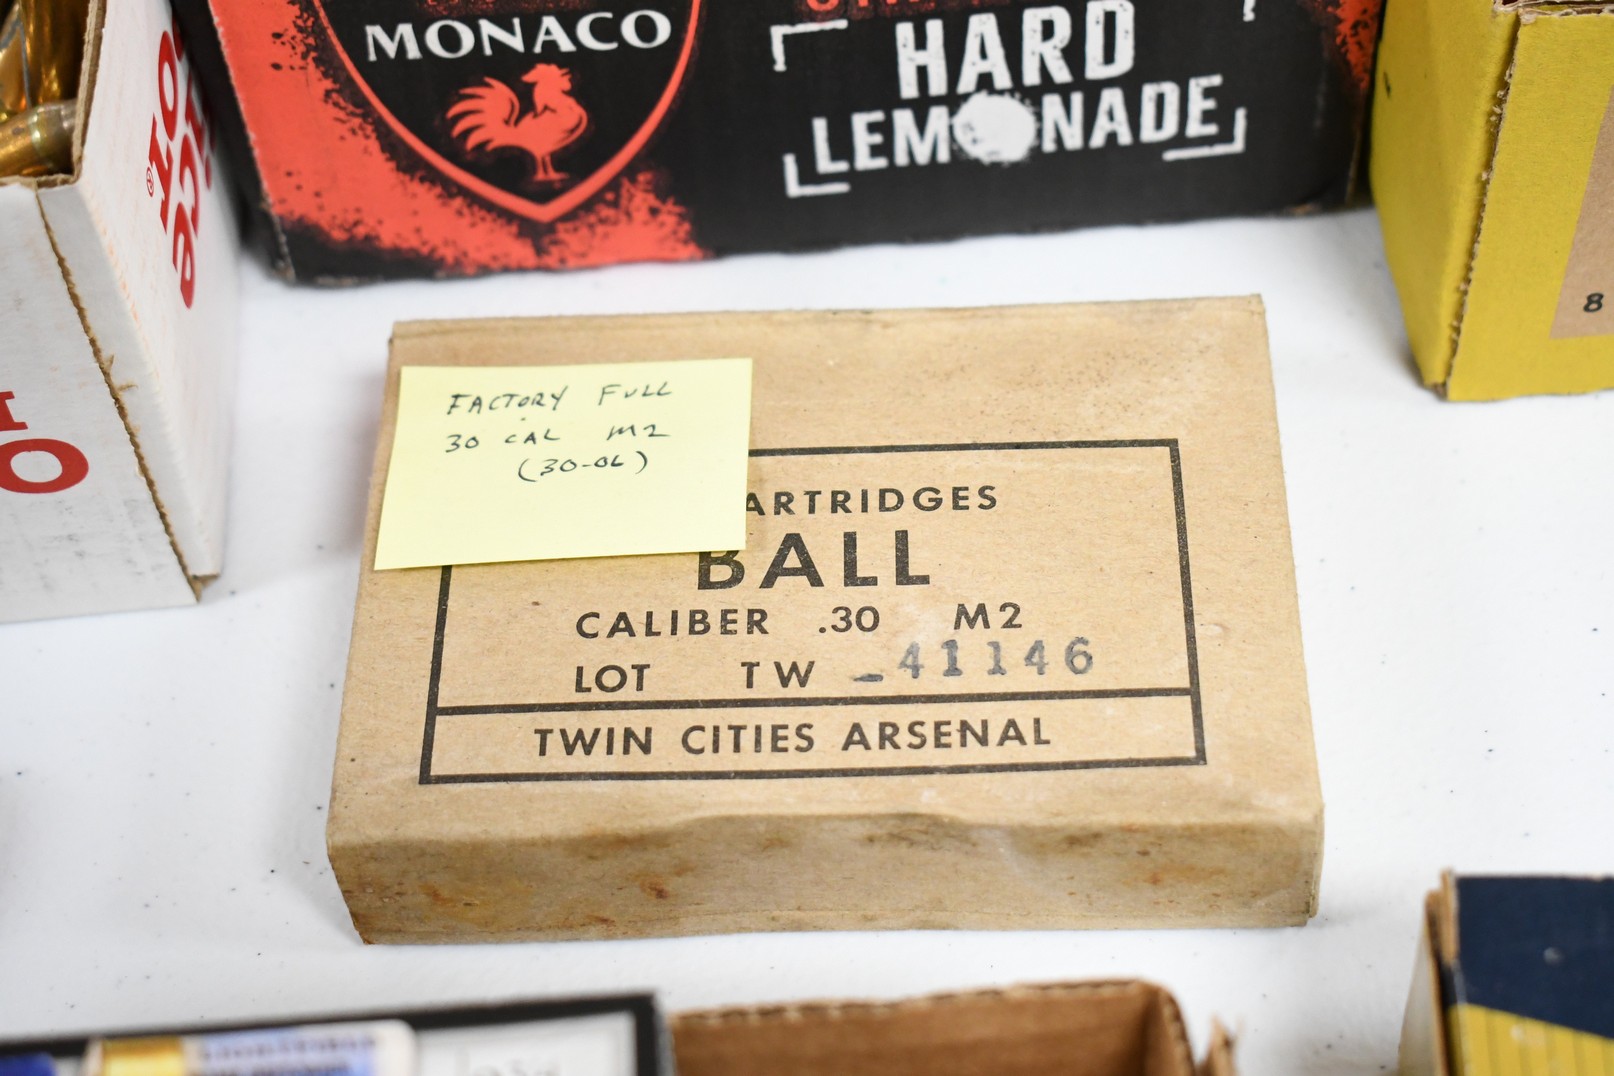 MONACO
HARD
LEMONADE
8
FACTORY FULL
30 CAL M2
(30-06)
ARTRIDGES
BALL
CALIBER .30 M2
LOT TW -41146
TWIN CITIES ARSENAL